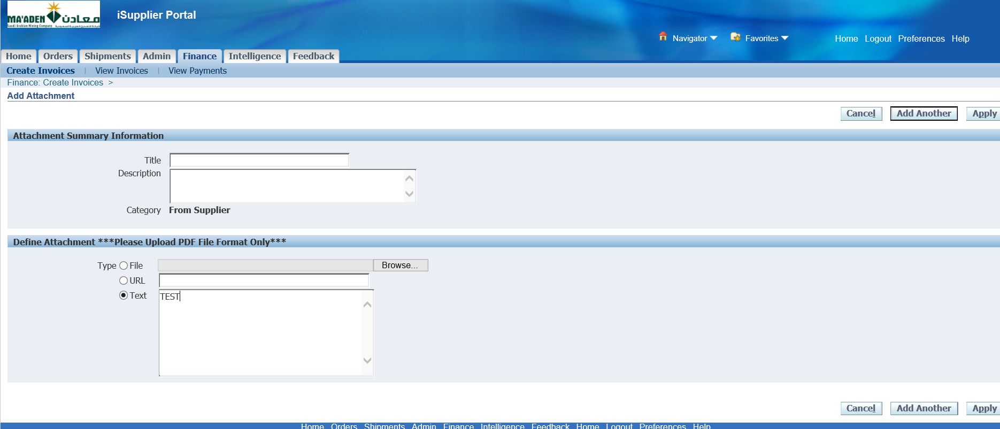 MA'ADEN معادن
Saudi Arabian Mining Company
iSupplier Portal
Navigator Favorites Home Logout Preferences Help
Home Orders Shipments Admin Finance Intelligence Feedback
Create Invoices | View Invoices | View Payments
Finance: Create Invoices >
Add Attachment
Cancel Add Another Apply
Attachment Summary Information
Title
Description
Category From Supplier
Define Attachment ***Please Upload PDF File Format Only***
Type File Browse...
URL
Text TEST
Cancel Add Another Apply
Home Orders Shipments Admin Finance Intelligence Feedback Home Logout Preferences Help